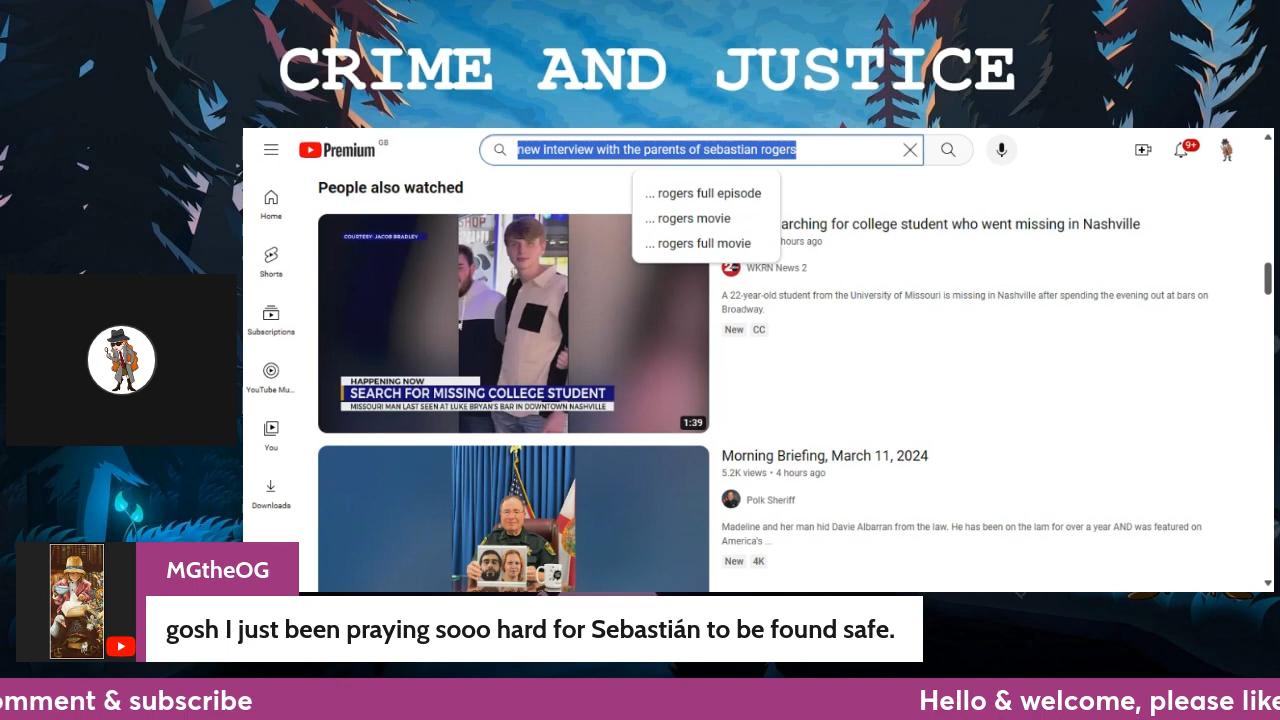 CRIME AND JUSTICE
Premium GB
new interview with the parents of sebastian rogers
9+
... rogers full episode
... rogers movie
... rogers full movie
Home
Shorts
Subscriptions
YouTube Mu...
You
Downloads
People also watched
COURTESY: JACOB BRADLEY
HAPPENING NOW
SEARCH FOR MISSING COLLEGE STUDENT
MISSOURI MAN LAST SEEN AT LUKE BRYAN'S BAR IN DOWNTOWN NASHVILLE
1:39
arching for college student who went missing in Nashville
hours ago
WKRN News 2
A 22-year-old student from the University of Missouri is missing in Nashville after spending the evening out at bars on
Broadway.
New CC
Morning Briefing, March 11, 2024
5.2K views • 4 hours ago
Polk Sheriff
Madeline and her man hid Davie Albarran from the law. He has been on the lam for over a year AND was featured on
America's ...
New 4K
MGtheOG
gosh I just been praying sooo hard for Sebastián to be found safe.
omment & subscribe
Hello & welcome, please like